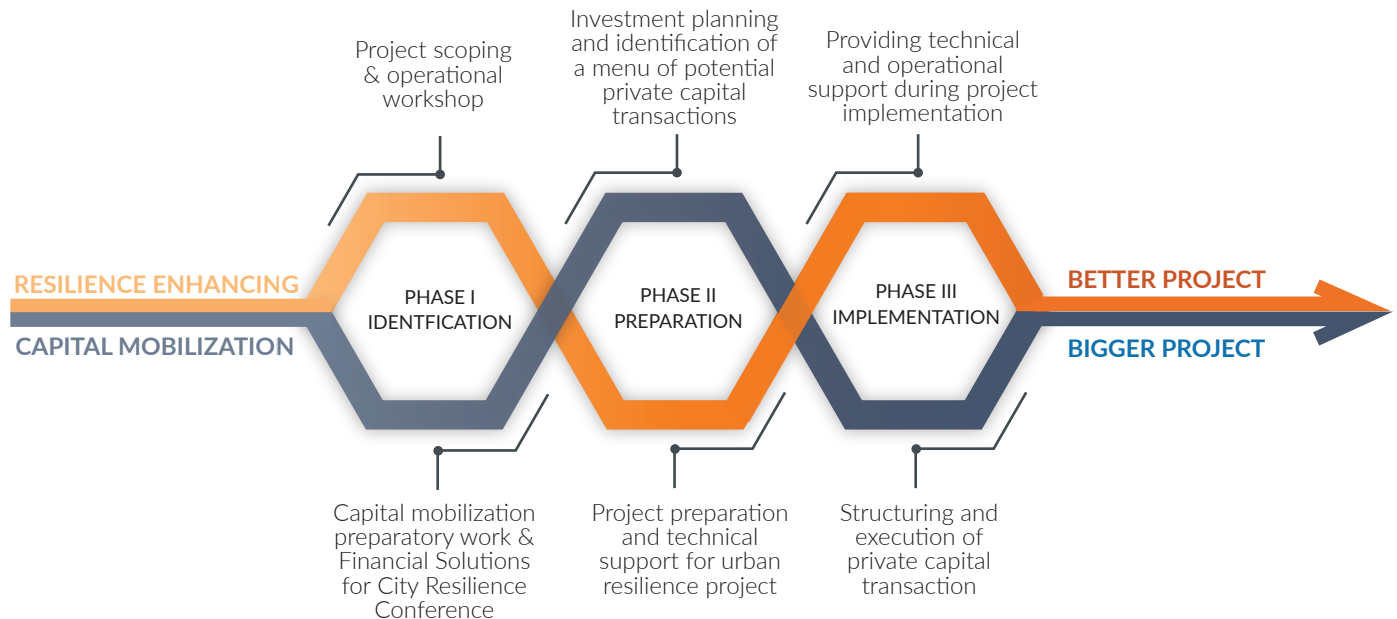 Project scoping
& operational
workshop
Investment planning
and identification of
a menu of potential
private capital
transactions
Providing technical
and operational
support during project
implementation
RESILIENCE ENHANCING
CAPITAL MOBILIZATION
PHASE I
IDENTFICATION
PHASE II
PREPARATION
PHASE III
IMPLEMENTATION
BETTER PROJECT
BIGGER PROJECT
Capital mobilization
preparatory work &
Financial Solutions
for City Resilience
Conference
Project preparation
and technical
support for urban
resilience project
Structuring and
execution of
private capital
transaction